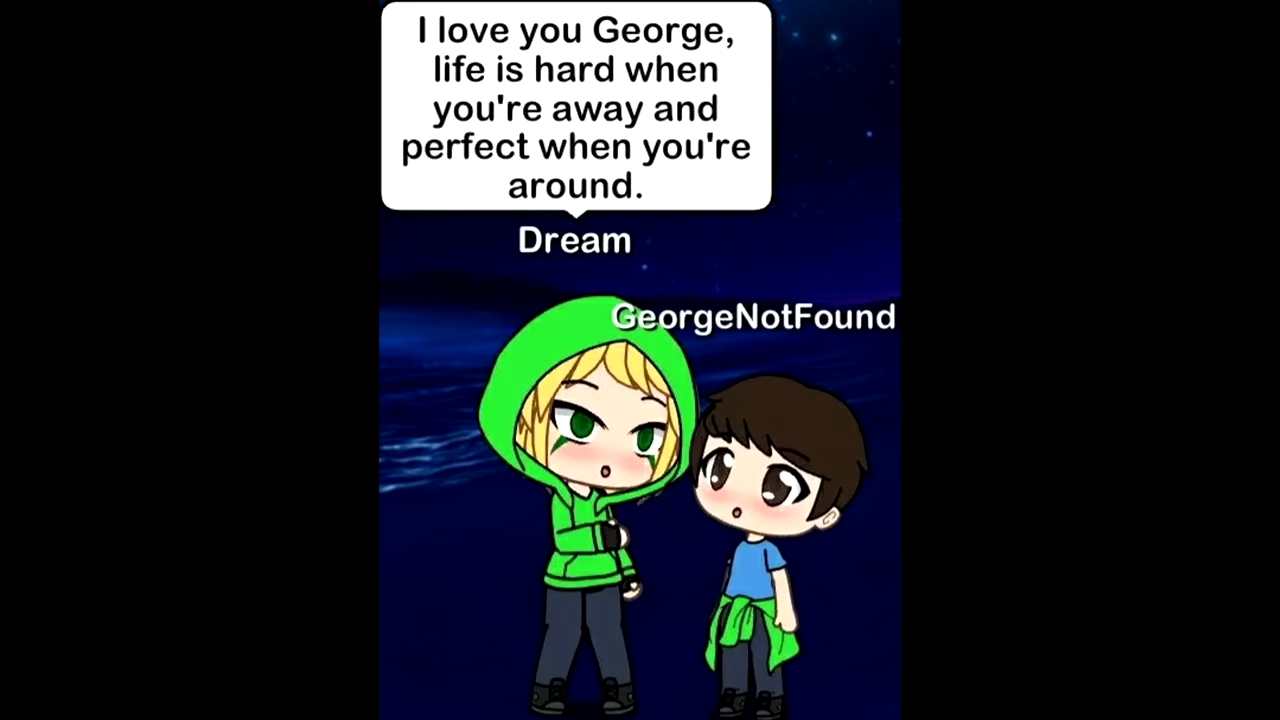 I love you George,
life is hard when
you're away and
perfect when you're
around.
Dream
GeorgeNotFound